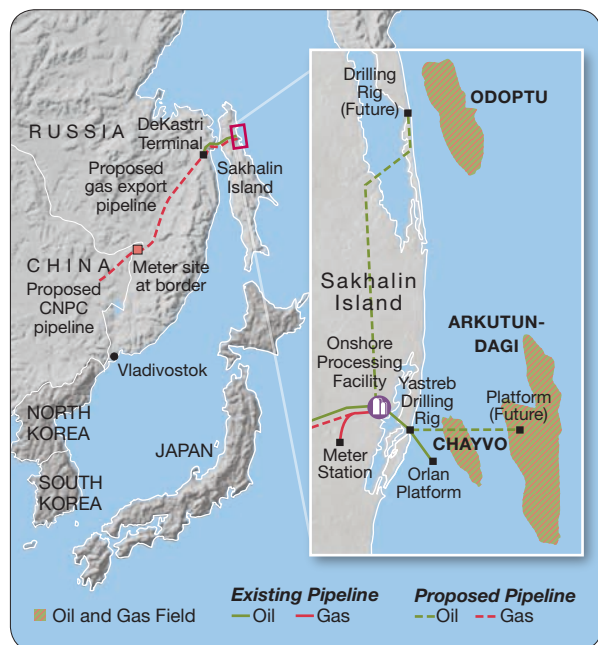 RUSSIA
DeKastri
Terminal
Proposed
gas export
pipeline
Sakhalin
Island
CHINA
Meter site
at border
Proposed
CNPC
pipeline
Vladivostok
NORTH
KOREA
SOUTH
KOREA
JAPAN
Drilling
Rig
(Future)
ODOPTU
Sakhalin
Island
ARKUTUN-
DAGI
Onshore
Processing
Facility
Yastreb
Drilling
Rig
Platform
(Future)
CHAYVO
Meter
Station
Orlan
Platform
Existing Pipeline
Proposed Pipeline
Oil and Gas Field
Oil
Gas
Oil
Gas